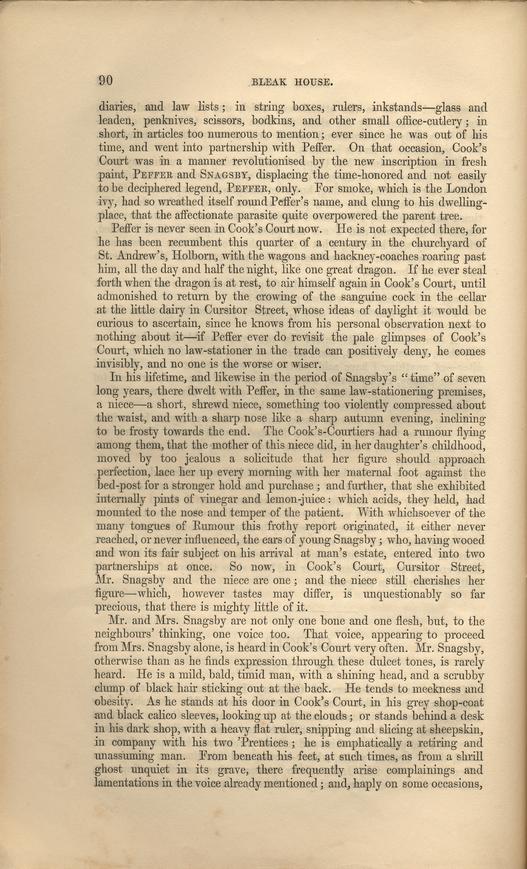 90 BLEAK HOUSE.
diaries, and law lists; in string boxes, rulers, inkstands—glass and
leaden, penknives, scissors, bodkins, and other small office-cutlery; in
short, in articles too numerous to mention; ever since he was out of his
time, and went into partnership with Peffer. On that occasion, Cook's
Court was in a manner revolutionised by the new inscription in fresh
paint, PEFFER and SNAGSBY, displacing the time-honored and not easily
to be deciphered legend, PEFFER, only. For smoke, which is the London
ivy, had so wreathed itself round Peffer's name, and clung to his dwelling-
place, that the affectionate parasite quite overpowered the parent tree.
Peffer is never seen in Cook's Court now. He is not expected there, for
he has been recumbent this quarter of a century in the churchyard of
St. Andrew's, Holborn, with the wagons and hackney-coaches roaring past
him, all the day and half the night, like one great dragon. If he ever steal
forth when the dragon is at rest, to air himself again in Cook's Court, until
admonished to return by the crowing of the sanguine cock in the cellar
at the little dairy in Cursitor Street, whose ideas of daylight it would be
curious to ascertain, since he knows from his personal observation next to
nothing about it—if Peffer ever do revisit the pale glimpses of Cook's
Court, which no law-stationer in the trade can positively deny, he comes
invisibly, and no one is the worse or wiser.
In his lifetime, and likewise in the period of Snagsby's "time" of seven
long years, there dwelt with Peffer, in the same law-stationering premises,
a niece—a short, shrewd niece, something too violently compressed about
the waist, and with a sharp nose like a sharp autumn evening, inclining
to be frosty towards the end. The Cook's-Courtiers had a rumour flying
among them, that the mother of this niece did, in her daughter's childhood,
moved by too jealous a solicitude that her figure should approach
perfection, lace her up every morning with her maternal foot against the
bed-post for a stronger hold and purchase; and further, that she exhibited
internally pints of vinegar and lemon-juice: which acids, they held, had
mounted to the nose and temper of the patient. With whichsoever of the
many tongues of Rumour this frothy report originated, it either never
reached, or never influenced, the ears of young Snagsby; who, having wooed
and won its fair subject on his arrival at man's estate, entered into two
partnerships at once. So now, in Cook's Court, Cursitor Street,
Mr. Snagsby and the niece are one; and the niece still cherishes her
figure—which, however tastes may differ, is unquestionably so far
precious, that there is mighty little of it.
Mr. and Mrs. Snagsby are not only one bone and one flesh, but, to the
neighbours' thinking, one voice too. That voice, appearing to proceed
from Mrs. Snagsby alone, is heard in Cook's Court very often. Mr. Snagsby,
otherwise than as he finds expression through these dulcet tones, is rarely
heard. He is a mild, bald, timid man, with a shining head, and a scrubby
clump of black hair sticking out at the back. He tends to meekness and
obesity. As he stands at his door in Cook's Court, in his grey shop-coat
and black calico sleeves, looking up at the clouds; or stands behind a desk
in his dark shop, with a heavy flat ruler, snipping and slicing at sheepskin,
in company with his two 'Prentices; he is emphatically a retiring and
unassuming man. From beneath his feet, at such times, as from a shrill
ghost unquiet in its grave, there frequently arise complainings and
lamentations in the voice already mentioned; and, haply on some occasions,